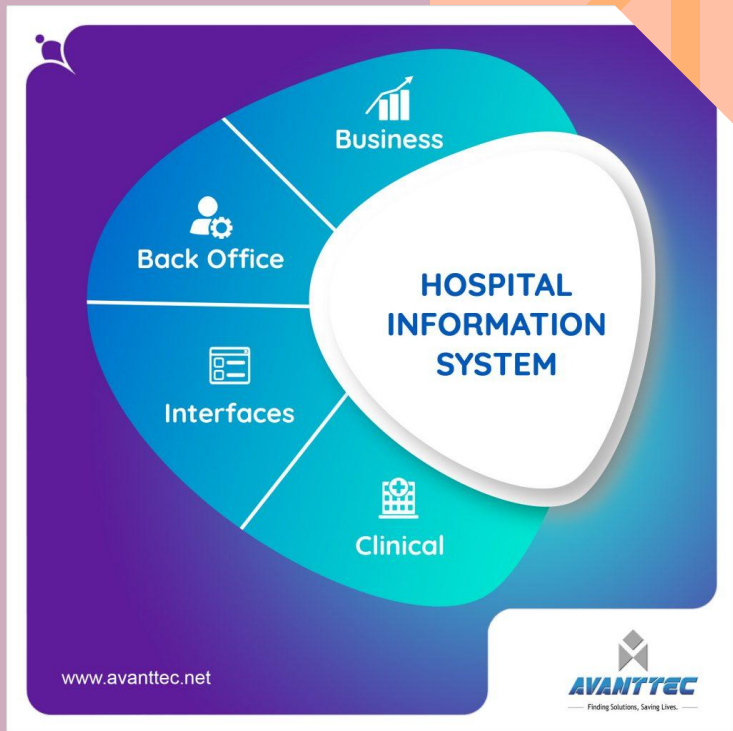 Business
Back Office
HOSPITAL
INFORMATION
SYSTEM
Interfaces
Clinical
www.avanttec.net
AVANTTEC
Finding Solutions, Saving Lives.